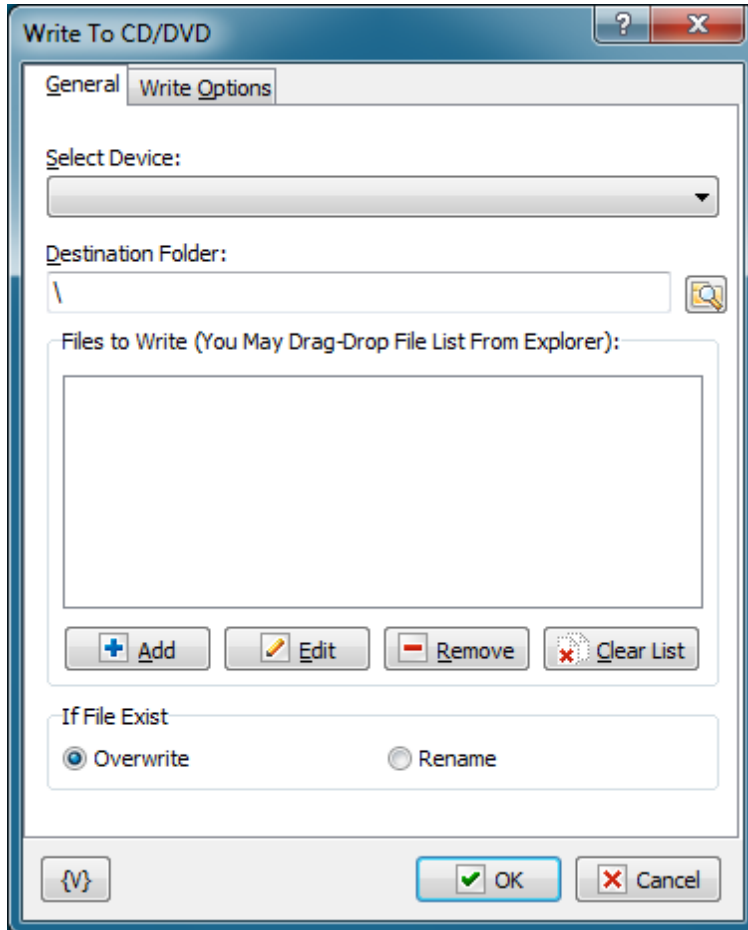 Write To CD/DVD ?
General Write Options
Select Device:
Destination Folder:
\
Files to Write (You May Drag-Drop File List From Explorer):
Add Edit Remove Clear List
If File Exist
Overwrite Rename
{V} OK Cancel